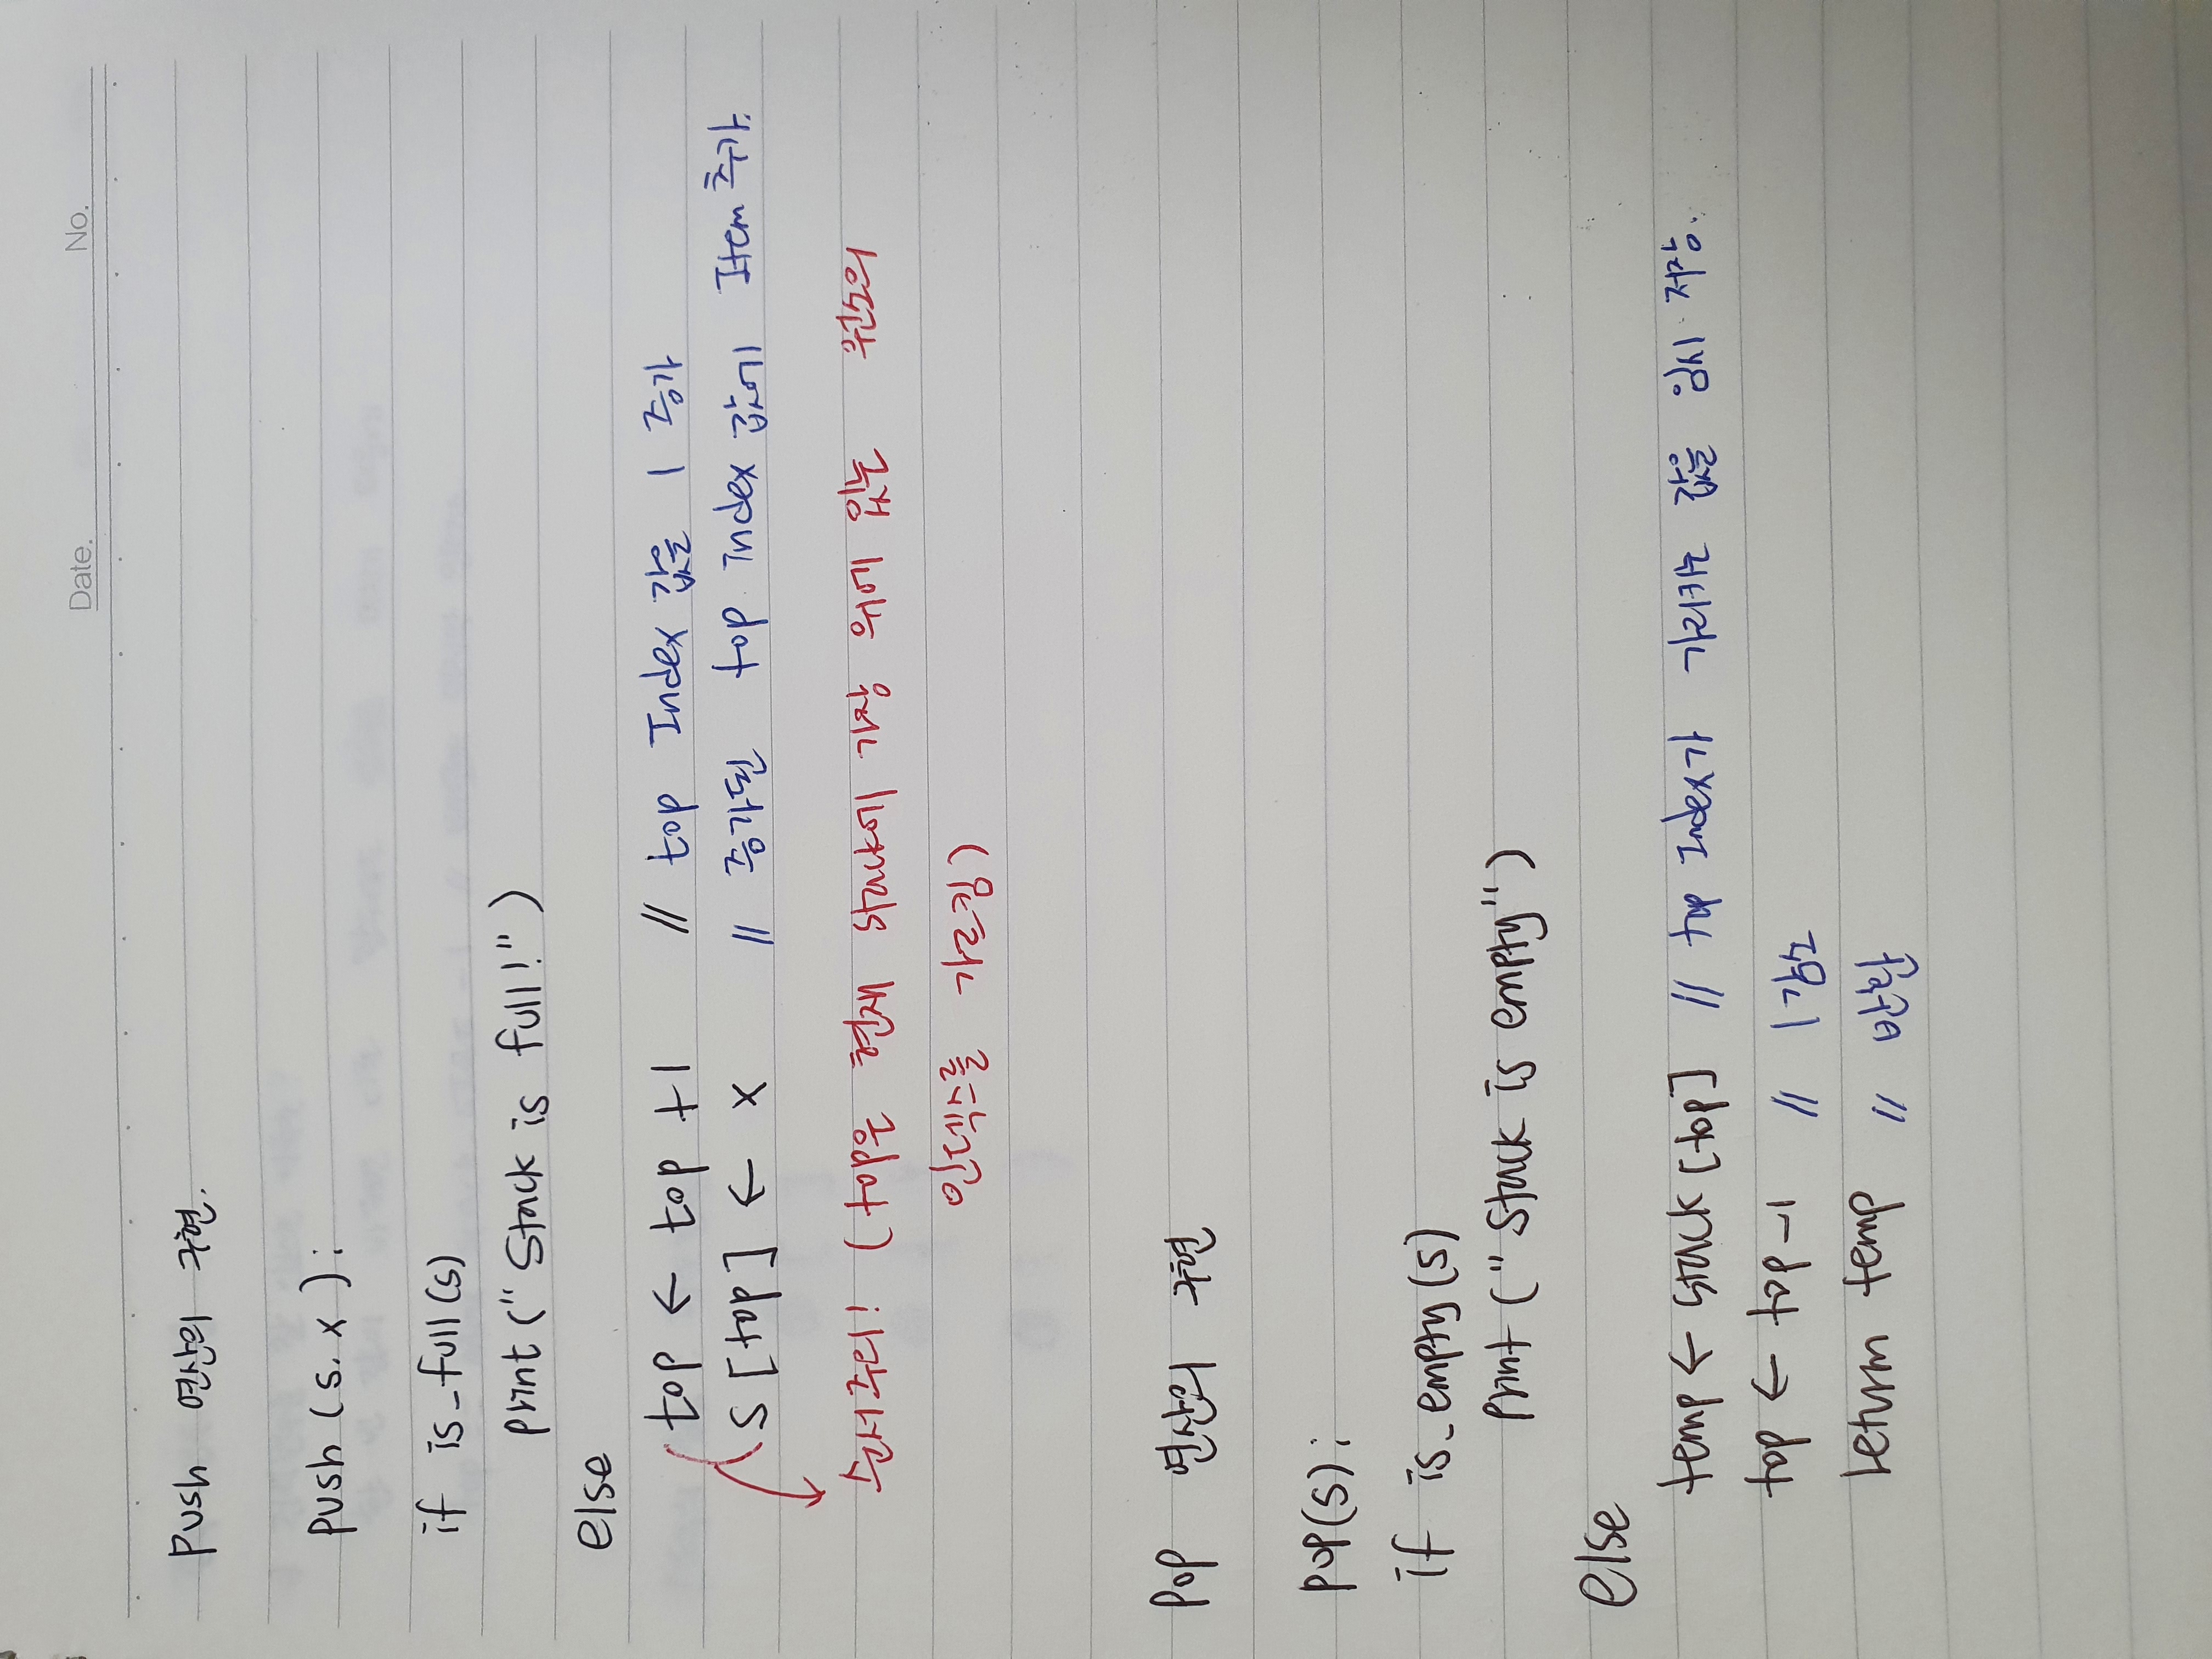 Date. No.
Push 연산의 구현.
push (s. x ):
if is_full(s)
print ("Stack is full!")
else
top ← top +1 // top Index 값을 1 증가
s [top] ← x // 증가된 top index 값에 Item 추가.
순서주의! (top은 현재 stack에 가장 위에 있는 원소의
인덱스를 가르킴)
Pop 연산의 구현
pop(s):
if is_empty(s)
print ("Stack is empty")
else
temp ← stack [top] // top Index가 가리키는 값을 임시 저장.
top ← top -1 // 1 감소
return temp // 반환